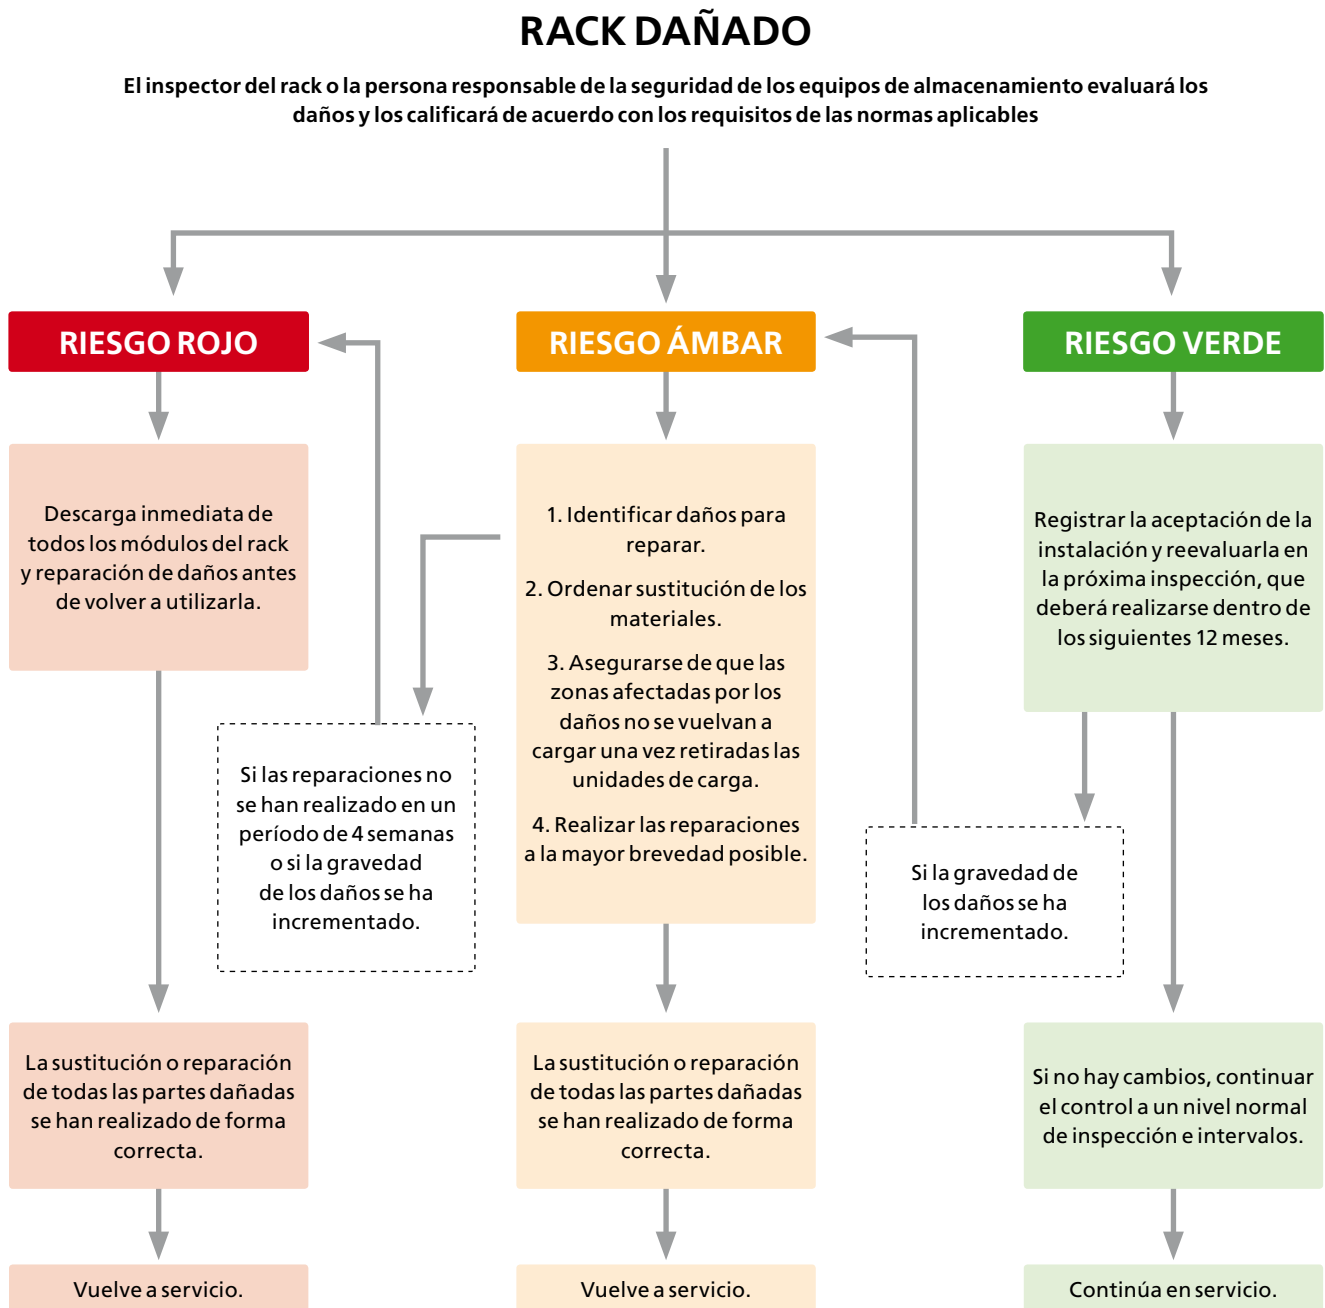 RACK DAÑADO
El inspector del rack o la persona responsable de la seguridad de los equipos de almacenamiento evaluará los
daños y los calificará de acuerdo con los requisitos de las normas aplicables
RIESGO ROJO
Descarga inmediata de
todos los módulos del rack
y reparación de daños antes
de volver a utilizarla.
Si las reparaciones no
se han realizado en un
período de 4 semanas
o si la gravedad
de los daños se ha
incrementado.
La sustitución o reparación
de todas las partes dañadas
se han realizado de forma
correcta.
Vuelve a servicio.
RIESGO ÁMBAR
1. Identificar daños para
reparar.
2. Ordenar sustitución de los
materiales.
3. Asegurarse de que las
zonas afectadas por los
daños no se vuelvan a
cargar una vez retiradas las
unidades de carga.
4. Realizar las reparaciones
a la mayor brevedad posible.
La sustitución o reparación
de todas las partes dañadas
se han realizado de forma
correcta.
Vuelve a servicio.
RIESGO VERDE
Registrar la aceptación de la
instalación y reevaluarla en
la próxima inspección, que
deberá realizarse dentro de
los siguientes 12 meses.
Si la gravedad de
los daños se ha
incrementado.
Si no hay cambios, continuar
el control a un nivel normal
de inspección e intervalos.
Continúa en servicio.